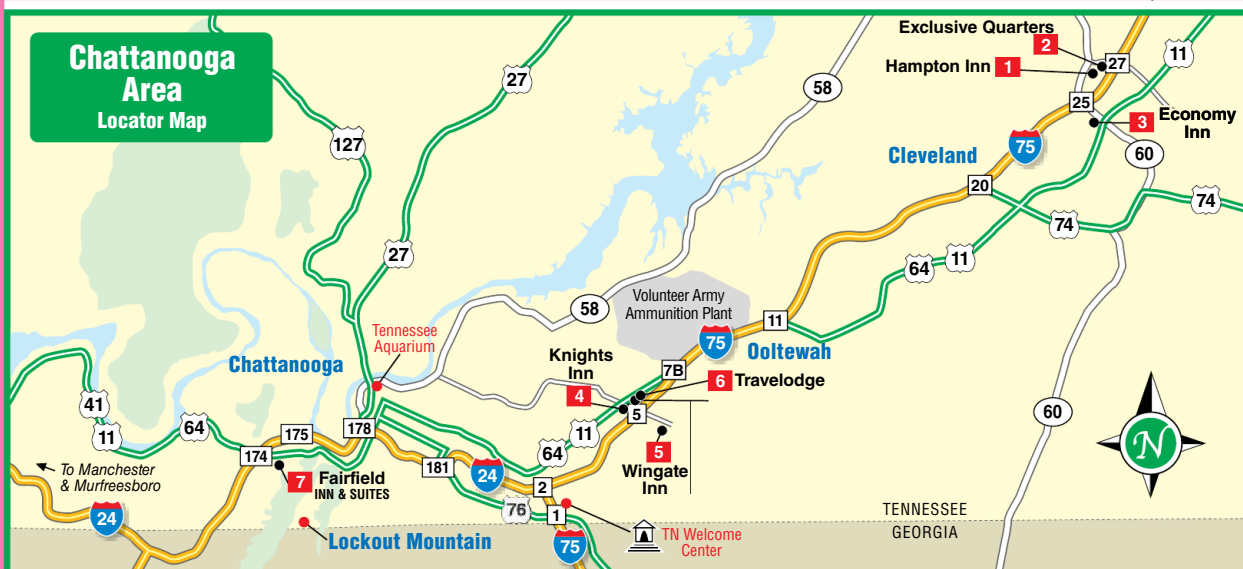 Chattanooga
Area
Locator Map
Exclusive Quarters
2
Hampton Inn
1
27
11
27
58
25
3
Economy
Inn
127
75
Cleveland
60
20
74
74
27
64
11
Volunteer Army
Ammunition Plant
58
11
75
Tennessee
Aquarium
Ooltewah
Knights
Inn
7B
Chattanooga
6
Travelodge
4
5
41
60
64
178
175
11
11
5
N
174
64
181
Wingate
Inn
To Manchester
& Murfreesboro
7
Fairfield
INN & SUITES
24
2
24
76
1
TENNESSEE
GEORGIA
TN Welcome
Center
Lockout Mountain
75